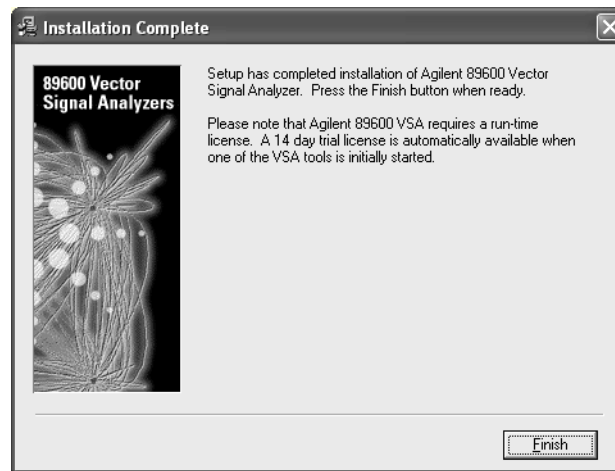 Installation Complete
89600 Vector
Signal Analyzers
Setup has completed installation of Agilent 89600 Vector
Signal Analyzer. Press the Finish button when ready.
Please note that Agilent 89600 VSA requires a run-time
license. A 14 day trial license is automatically available when
one of the VSA tools is initially started.
Finish